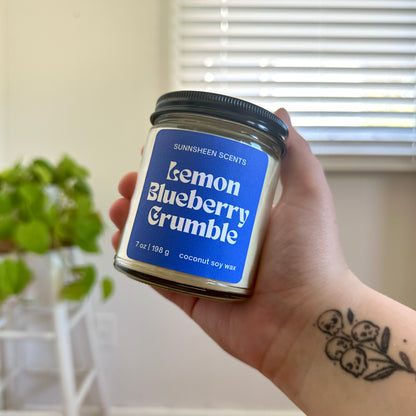 SUNNSHEEN SCENTS
Lemon
Blueberry
Crumble
7 oz | 198 g coconut soy wax